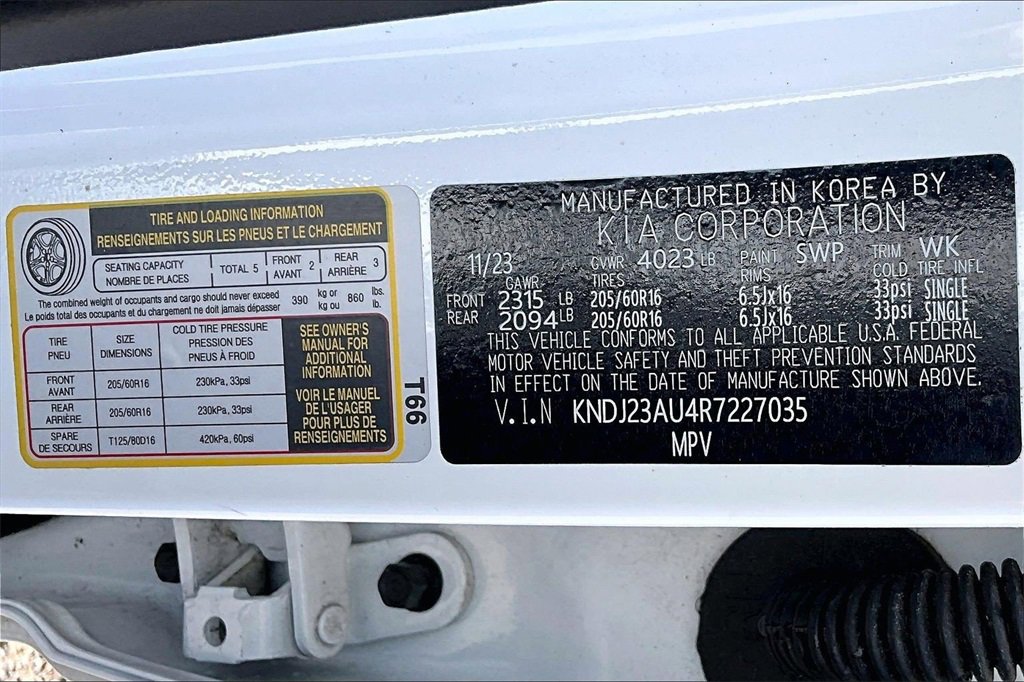 TIRE AND LOADING INFORMATION
RENSEIGNEMENTS SUR LES PNEUS ET LE CHARGEMENT
SEATING CAPACITY
NOMBRE DE PLACES
TOTAL 5
FRONT
AVANT 2
REAR
ARRIÈRE 3
The combined weight of occupants and cargo should never exceed 390 kg or 860 lbs.
Le poids total des occupants et du chargement ne doit jamais dépasser kg ou lb.
TIRE
PNEU
SIZE
DIMENSIONS
COLD TIRE PRESSURE
PRESSION DES
PNEUS À FROID
FRONT
AVANT
205/60R16
230kPa, 33psi
REAR
ARRIÈRE
205/60R16
230kPa, 33psi
SPARE
DE SECOURS
T125/80D16
420kPa, 60psi
SEE OWNER'S
MANUAL FOR
ADDITIONAL
INFORMATION
VOIR LE MANUEL
DE L'USAGER
POUR PLUS DE
RENSEIGNEMENTS
T66
MANUFACTURED IN KOREA BY
KIA CORPORATION
11/23 GVWR 4023 LB PAINT SWP TRIM WK
GAWR TIRES RIMS COLD TIRE INFL
FRONT 2315 LB 205/60R16 6.5Jx16 33psi SINGLE
REAR 2094 LB 205/60R16 6.5Jx16 33psi SINGLE
THIS VEHICLE CONFORMS TO ALL APPLICABLE U.S.A. FEDERAL
MOTOR VEHICLE SAFETY AND THEFT PREVENTION STANDARDS
IN EFFECT ON THE DATE OF MANUFACTURE SHOWN ABOVE.
V.I.N KNDJ23AU4R7227035
MPV